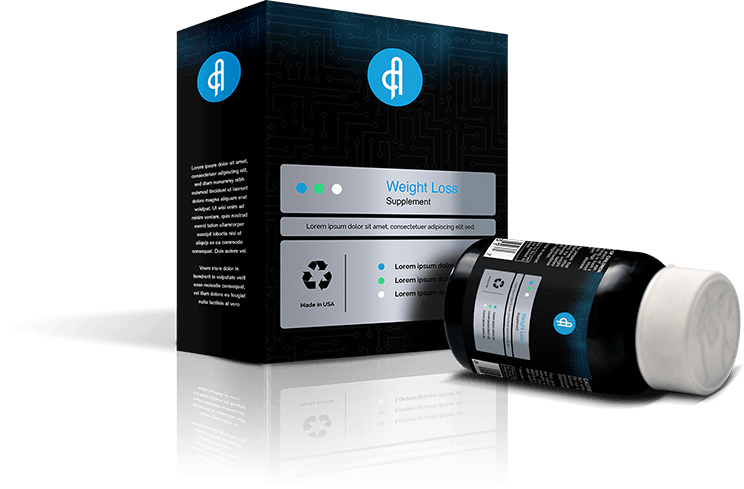 Lorem ipsum dolor sit amet,
consectetuer adipiscing elit,
sed diam nonummy nibh
euismod tincidunt ut laoreet
dolore magna aliquam erat
volutpat. Ut wisi enim ad
minim veniam, quis nostrud
exerci tation ullamcorper
suscipit lobortis nisl ut
aliquip ex ea commodo
consequat. Duis autem vel.
Veum iriure dolor in
hendrerit in vulputate velit
esse molestie consequat,
vel illum dolore eu feugiat
nulla facilisis at vero
Weight Loss
Supplement
Lorem ipsum dolor sit amet, consectetuer adipiscing elit sed.
Lorem ipsum dolor
Lorem ipsum dolor
Lorem ipsum dolor
Made in USA
Weight Loss
Supplement